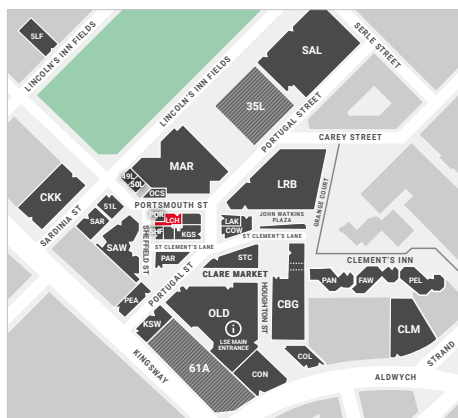 5LF
LINCOLN'S INN FIELDS
LINCOLN'S INN FIELDS
SAL
SERLE STREET
35L
PORTUGAL STREET
CAREY STREET
MAR
49L
50L
OCS
LRB
GRANGE COURT
CKK
SARDINIA ST
51L
SAR
SAW
PORTSMOUTH ST
POR
LCH
SHF
KGS
SHEFFIELD ST
ST CLEMENT'S LANE
PAR
LAK
COW
JOHN WATKINS
PLAZA
ST CLEMENT'S LANE
STC
CLARE MARKET
CLEMENT'S INN
PAN
FAW
PEL
PEA
PORTUGAL ST
KSW
KINGSWAY
OLD
LSE MAIN
ENTRANCE
HOUGHTON ST
CBG
61A
CON
COL
CLM
ALDWYCH
STRAND